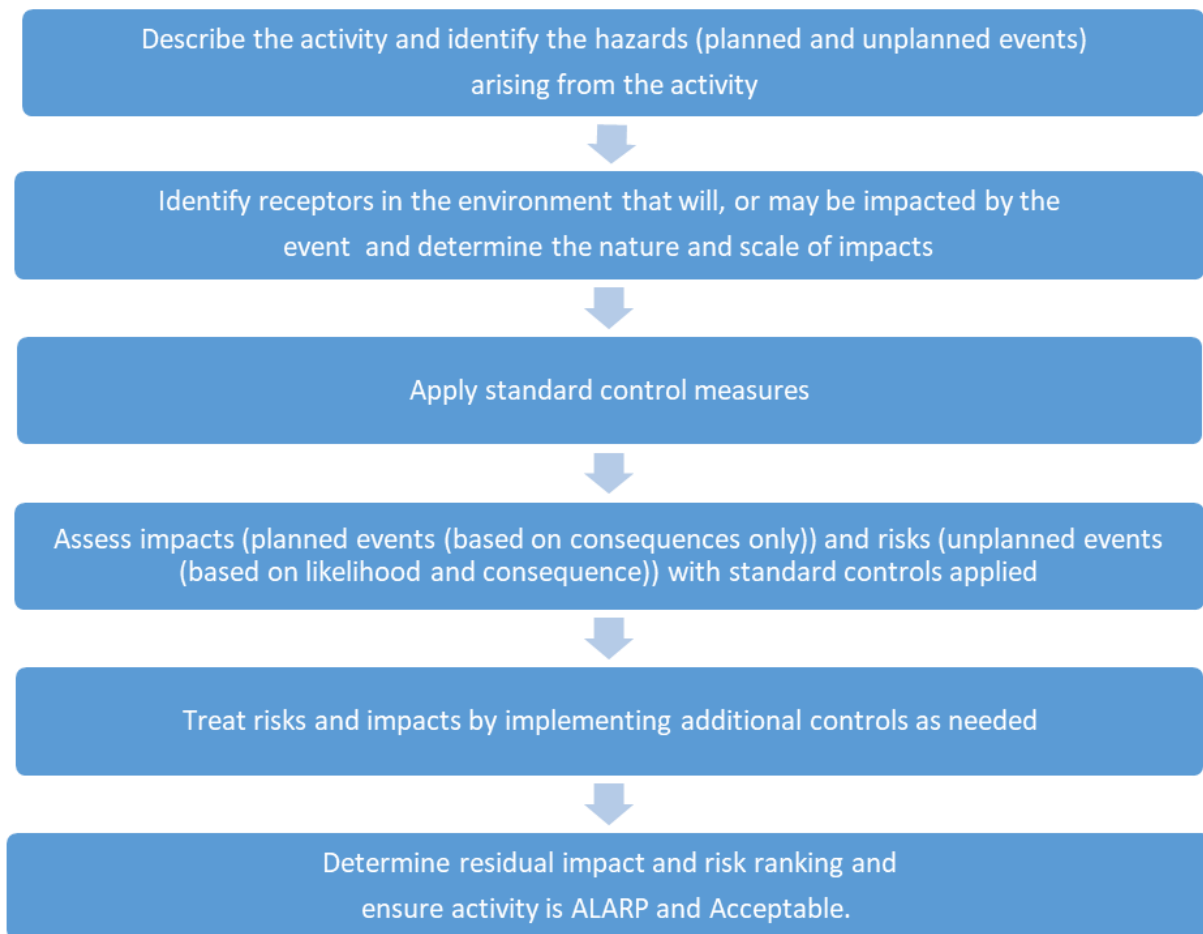 Describe the activity and identify the hazards (planned and unplanned events)
arising from the activity
Identify receptors in the environment that will, or may be impacted by the
event and determine the nature and scale of impacts
Apply standard control measures
Assess impacts (planned events (based on consequences only)) and risks (unplanned events
(based on likelihood and consequence)) with standard controls applied
Treat risks and impacts by implementing additional controls as needed
Determine residual impact and risk ranking and
ensure activity is ALARP and Acceptable.